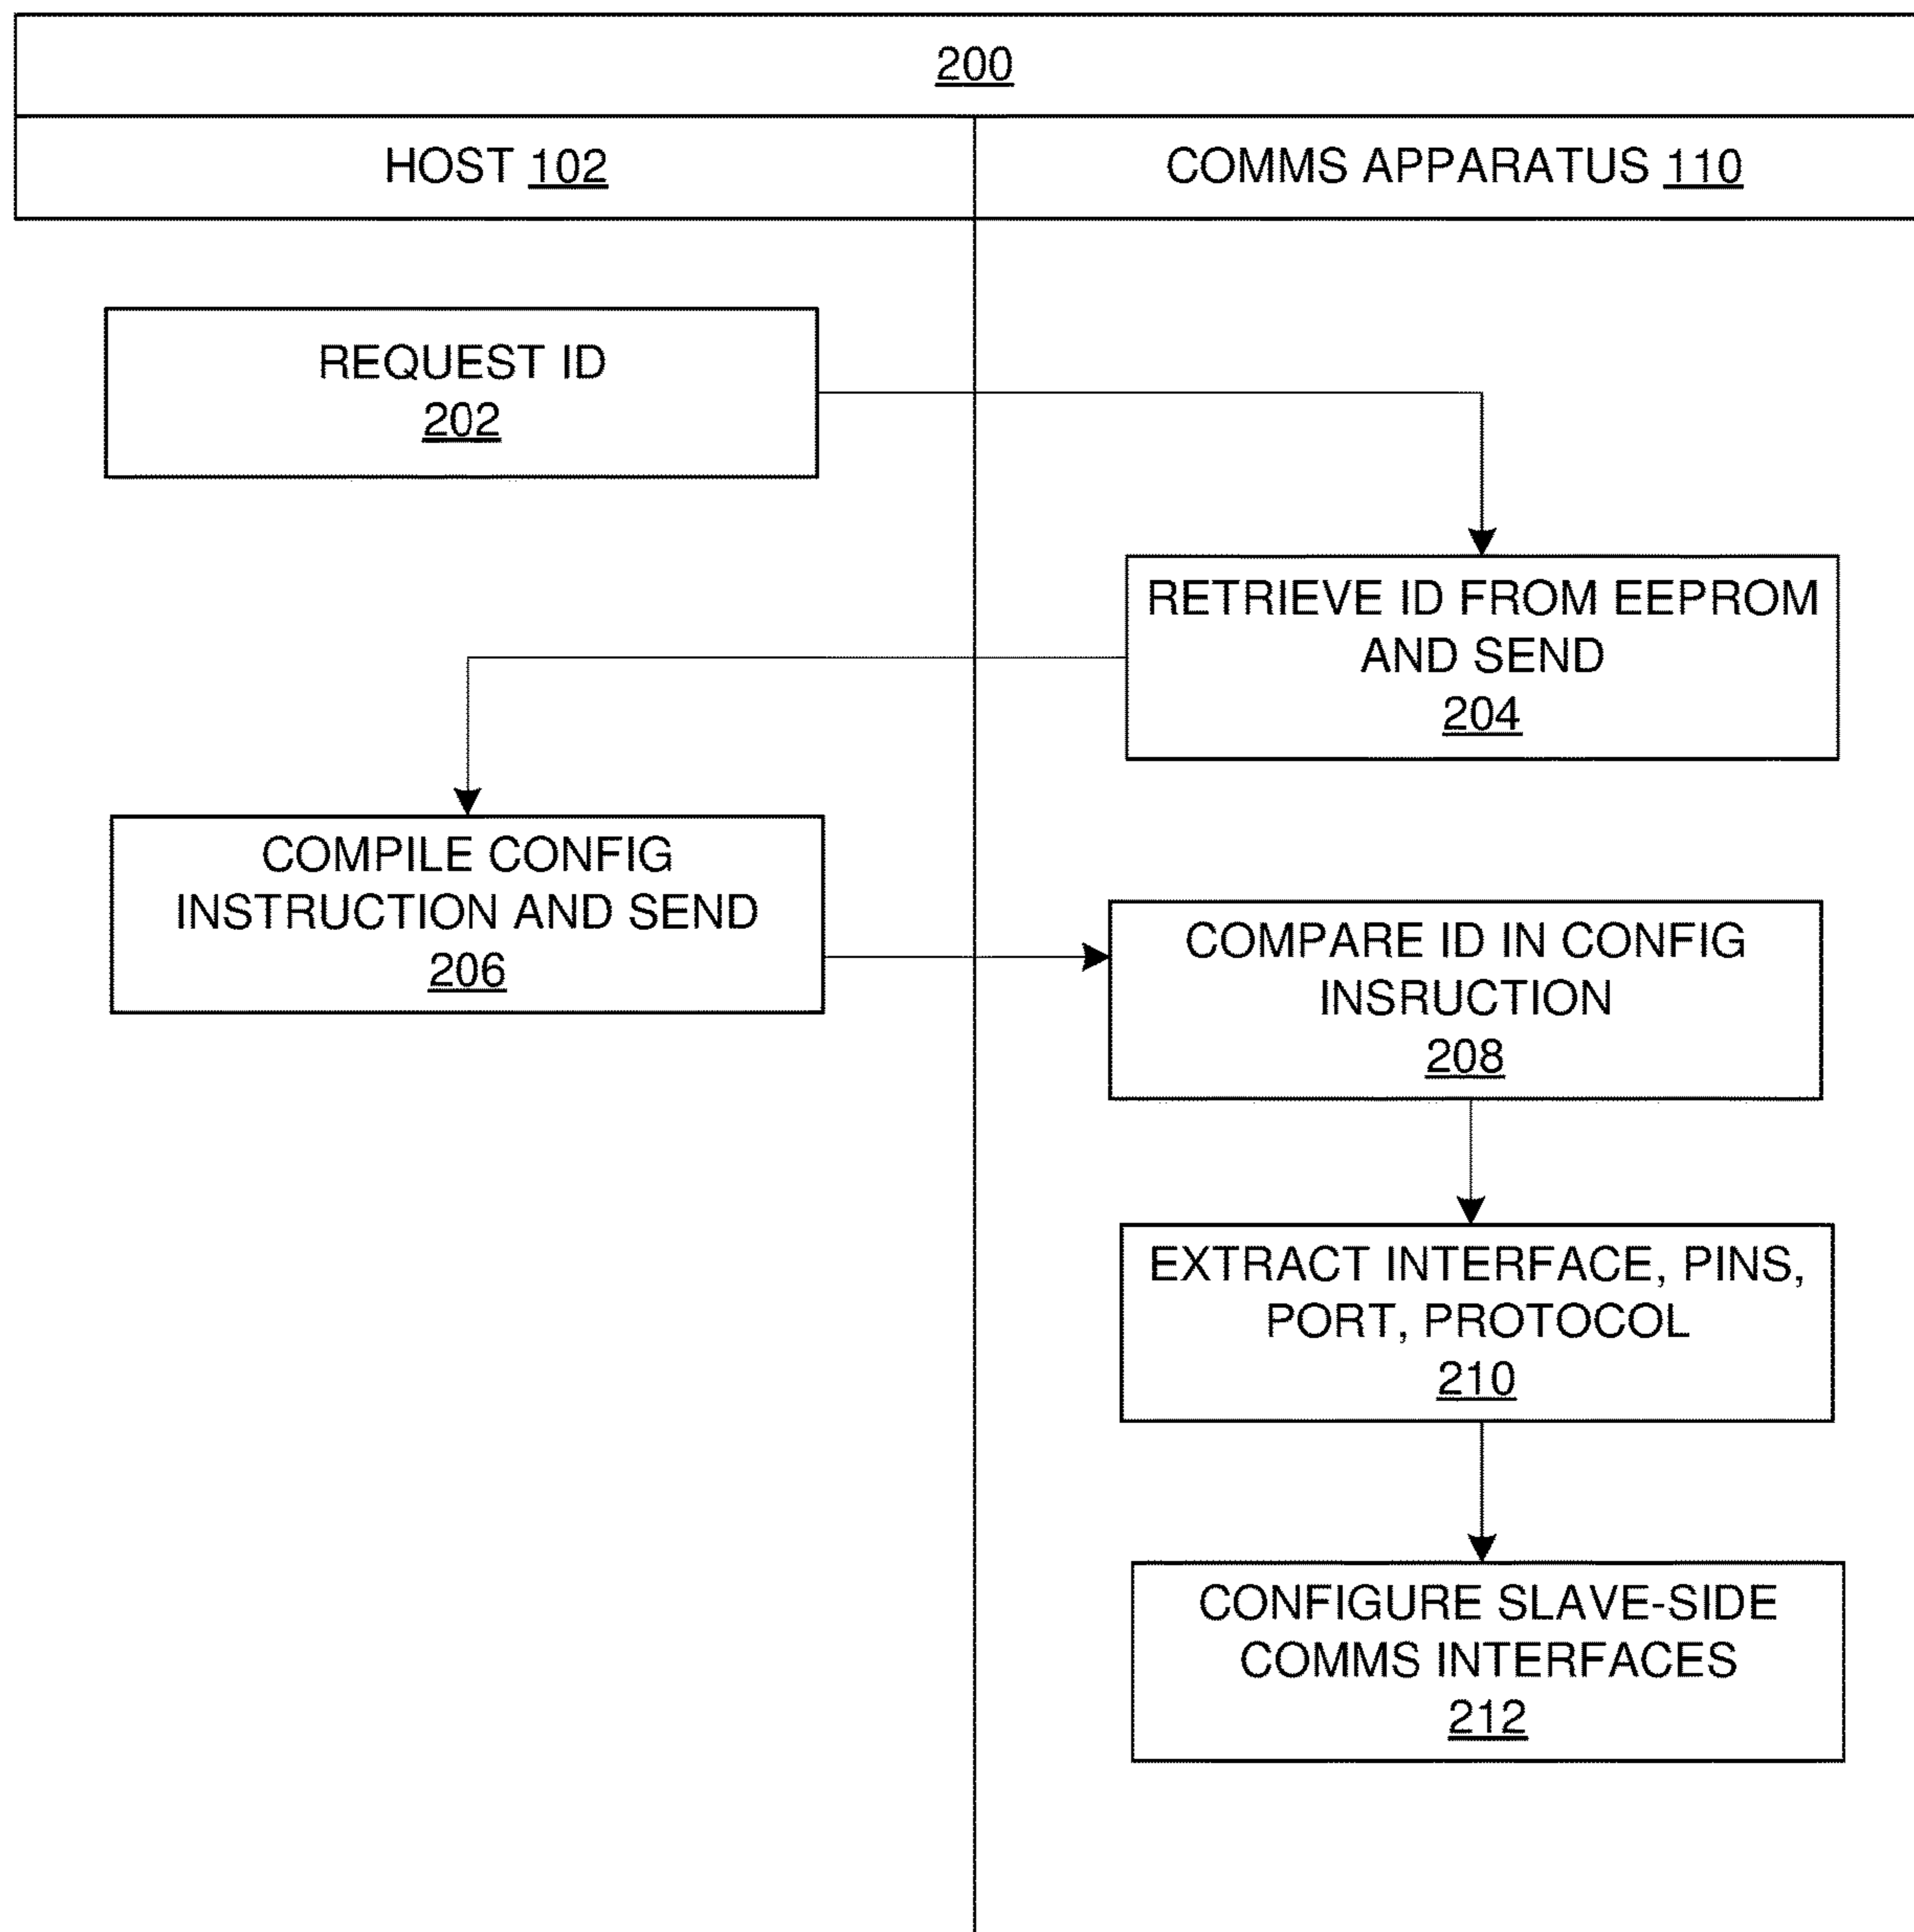 200
HOST 102
COMMS APPARATUS 110
REQUEST ID
202
RETRIEVE ID FROM EEPROM
AND SEND
204
COMPILE CONFIG
INSTRUCTION AND SEND
206
COMPARE ID IN CONFIG
INSRUCTION
208
EXTRACT INTERFACE, PINS,
PORT, PROTOCOL
210
CONFIGURE SLAVE-SIDE
COMMS INTERFACES
212